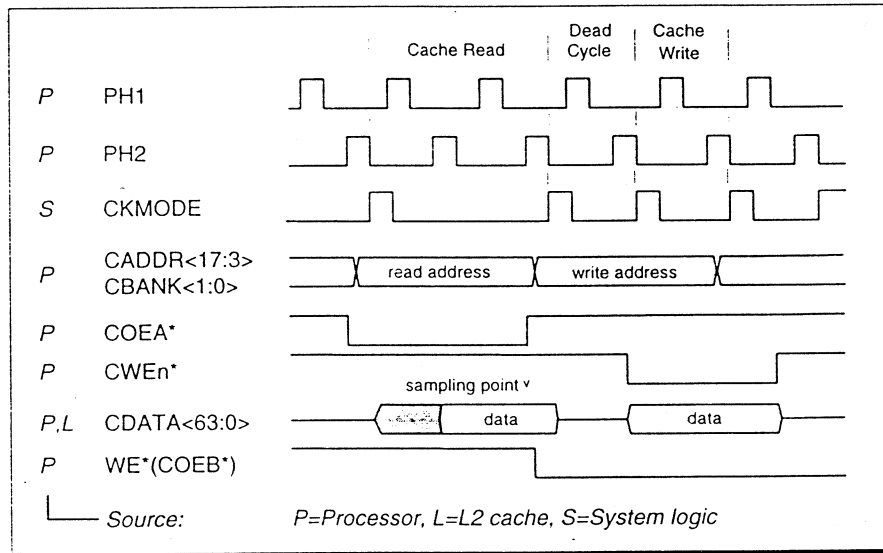 Cache Read
Dead Cycle
Cache Write
P PH1
P PH2
S CKMODE
P CADDR<17:3>
CBANK<1:0>
read address
write address
P COEA*
P CWEn*
sampling point v
P,L CDATA<63:0>
data
data
P WE*(COEB*)
Source: P=Processor, L=L2 cache, S=System logic